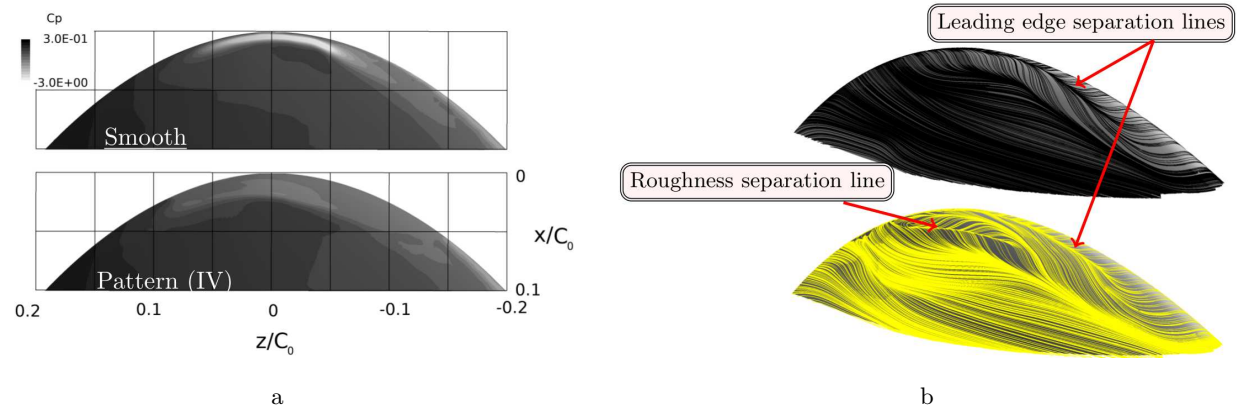 Cp
3.0E-01
-3.0E+00
Smooth
0
x/C₀
Pattern (IV)
0.1
0.2
0.1
0
-0.1
-0.2
z/C₀
a
Leading edge separation lines
Roughness separation line
b